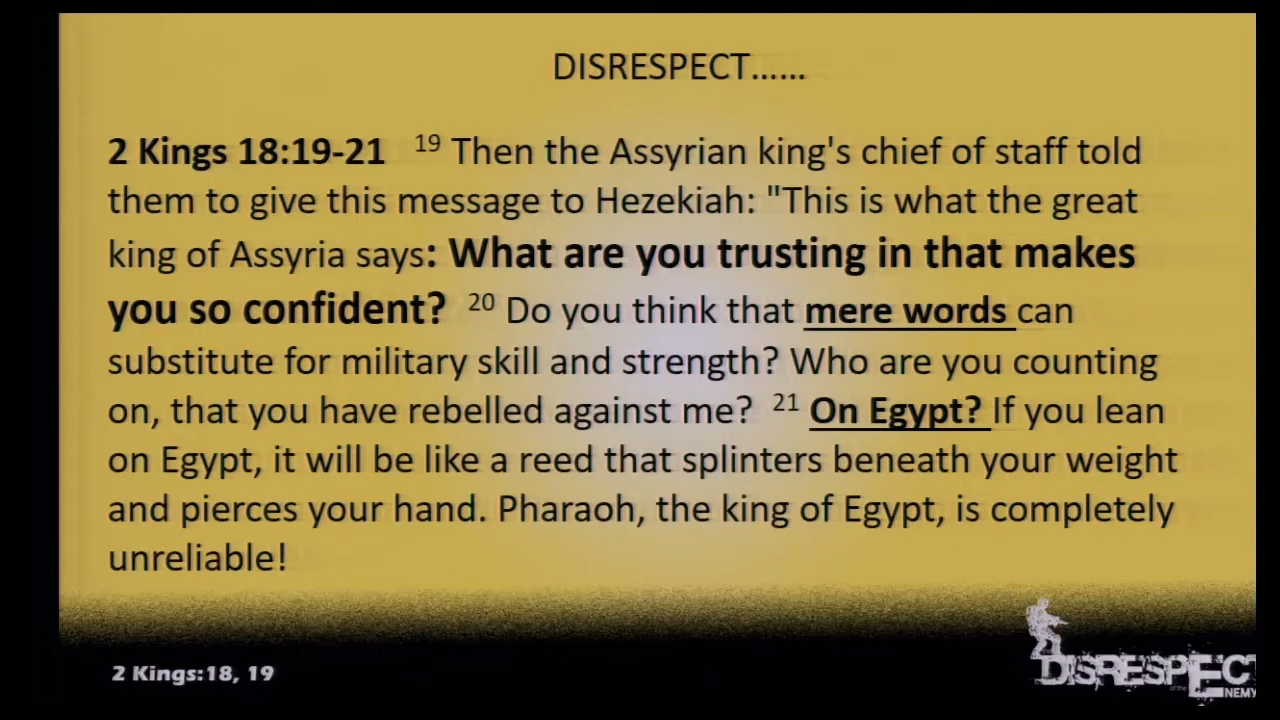 DISRESPECT......
2 Kings 18:19-21 19 Then the Assyrian king's chief of staff told
them to give this message to Hezekiah: "This is what the great
king of Assyria says: What are you trusting in that makes
you so confident? 20 Do you think that mere words can
substitute for military skill and strength? Who are you counting
on, that you have rebelled against me? 21 On Egypt? If you lean
on Egypt, it will be like a reed that splinters beneath your weight
and pierces your hand. Pharaoh, the king of Egypt, is completely
unreliable!
2 Kings:18, 19
DISRESPECT
of the ENEMY